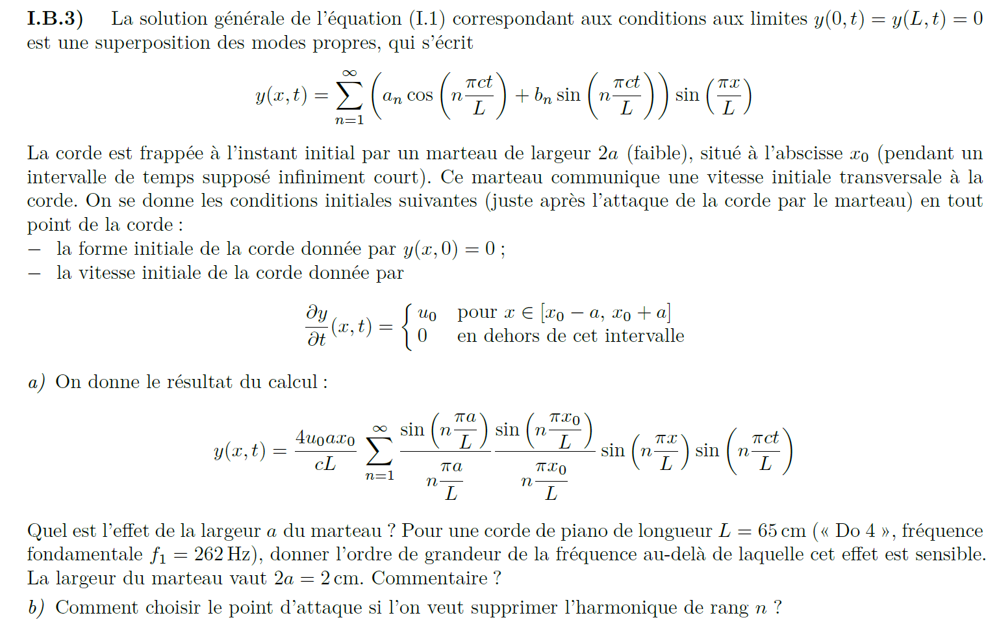 I.B.3) La solution générale de l'équation (I.1) correspondant aux conditions aux limites y(0, t) = y(L, t) = 0
est une superposition des modes propres, qui s'écrit
y(x, t) = \sum_{n=1}^{\infty} \left( a_n \cos\left( n\frac{\pi ct}{L} \right) + b_n \sin\left( n\frac{\pi ct}{L} \right) \right) \sin\left( \frac{\pi x}{L} \right)
La corde est frappée à l'instant initial par un marteau de largeur 2a (faible), situé à l'abscisse x_0 (pendant un
intervalle de temps supposé infiniment court). Ce marteau communique une vitesse initiale transversale à la
corde. On se donne les conditions initiales suivantes (juste après l'attaque de la corde par le marteau) en tout
point de la corde :
– la forme initiale de la corde donnée par y(x, 0) = 0 ;
– la vitesse initiale de la corde donnée par
\frac{\partial y}{\partial t}(x, t) = \begin{cases} u_0 & \text{pour } x \in [x_0 - a, x_0 + a] \\ 0 & \text{en dehors de cet intervalle} \end{cases}
a) On donne le résultat du calcul :
y(x, t) = \frac{4u_0ax_0}{cL} \sum_{n=1}^{\infty} \frac{\sin\left( n\frac{\pi a}{L} \right)}{n\frac{\pi a}{L}} \frac{\sin\left( n\frac{\pi x_0}{L} \right)}{n\frac{\pi x_0}{L}} \sin\left( n\frac{\pi x}{L} \right) \sin\left( n\frac{\pi ct}{L} \right)
Quel est l'effet de la largeur a du marteau ? Pour une corde de piano de longueur L = 65 cm (« Do 4 », fréquence
fondamentale f_1 = 262 Hz), donner l'ordre de grandeur de la fréquence au-delà de laquelle cet effet est sensible.
La largeur du marteau vaut 2a = 2 cm. Commentaire ?
b) Comment choisir le point d'attaque si l'on veut supprimer l'harmonique de rang n ?